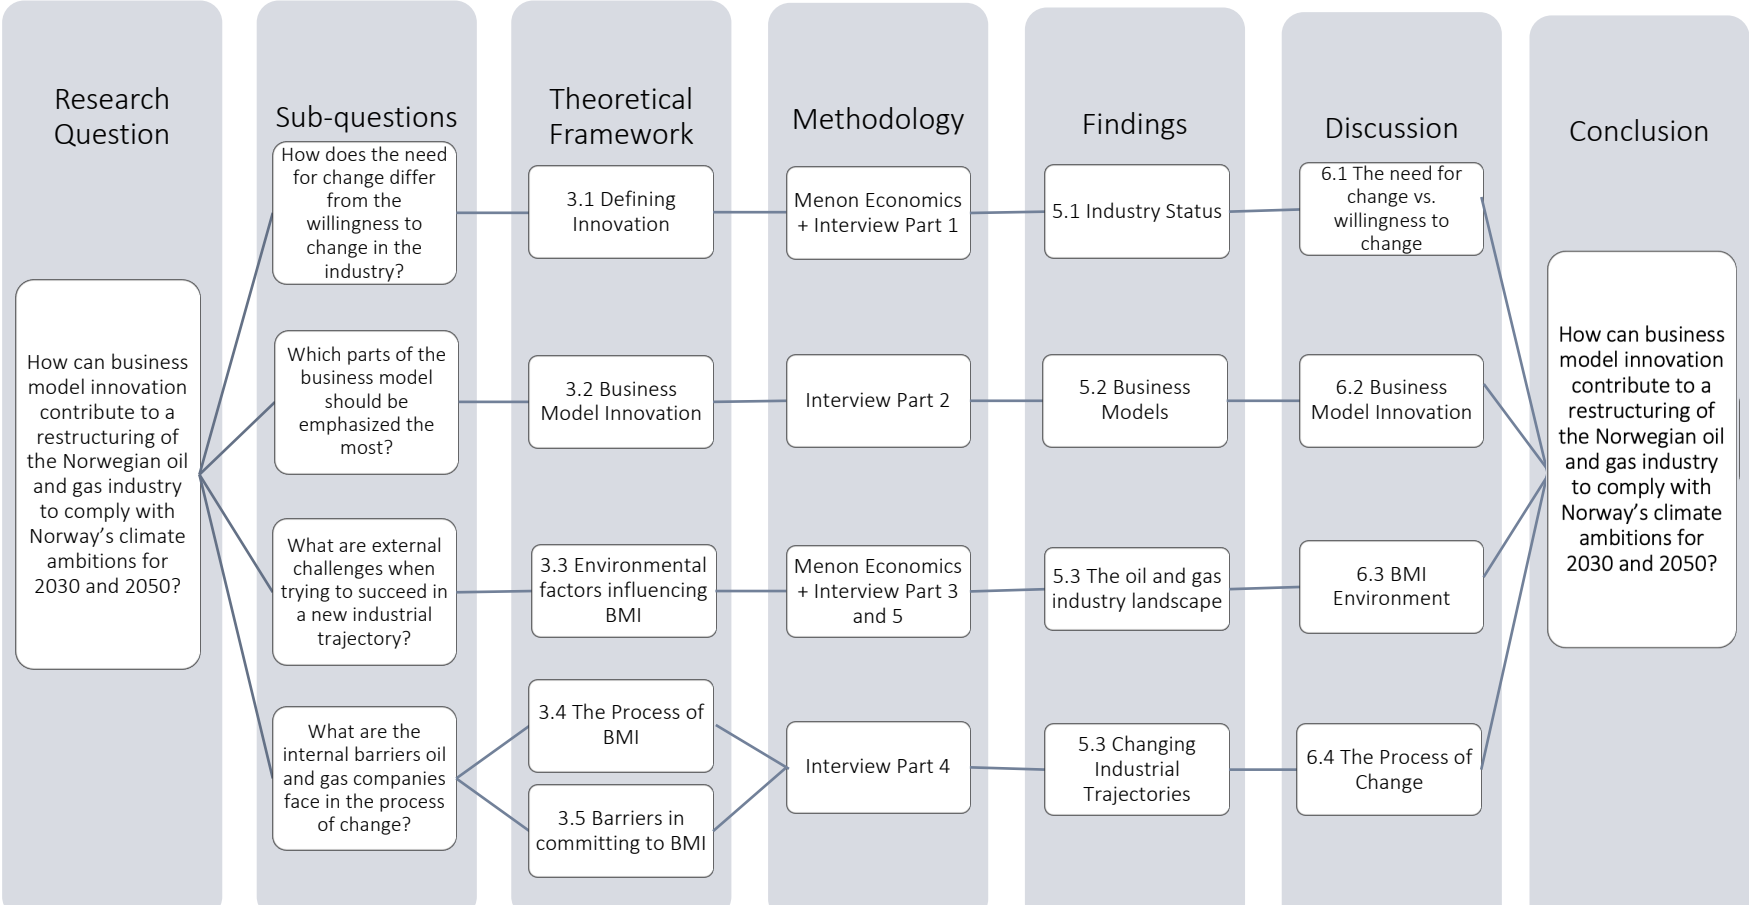 Research
Question
How can business
model innovation
contribute to a
restructuring of
the Norwegian oil
and gas industry
to comply with
Norway’s climate
ambitions for
2030 and 2050?
Sub-questions
How does the need
for change differ
from the
willingness to
change in the
industry?
Which parts of the
business model
should be
emphasized the
most?
What are external
challenges when
trying to succeed in
a new industrial
trajectory?
What are the
internal barriers oil
and gas companies
face in the process
of change?
Theoretical
Framework
3.1 Defining
Innovation
3.2 Business
Model Innovation
3.3 Environmental
factors influencing
BMI
3.4 The Process of
BMI
3.5 Barriers in
committing to BMI
Methodology
Menon Economics
+ Interview Part 1
Interview Part 2
Menon Economics
+ Interview Part 3
and 5
Interview Part 4
Findings
5.1 Industry Status
5.2 Business
Models
5.3 The oil and gas
industry landscape
5.3 Changing
Industrial
Trajectories
Discussion
6.1 The need for
change vs.
willingness to
change
6.2 Business
Model Innovation
6.3 BMI
Environment
6.4 The Process of
Change
Conclusion
How can business
model innovation
contribute to a
restructuring of
the Norwegian oil
and gas industry
to comply with
Norway’s climate
ambitions for
2030 and 2050?